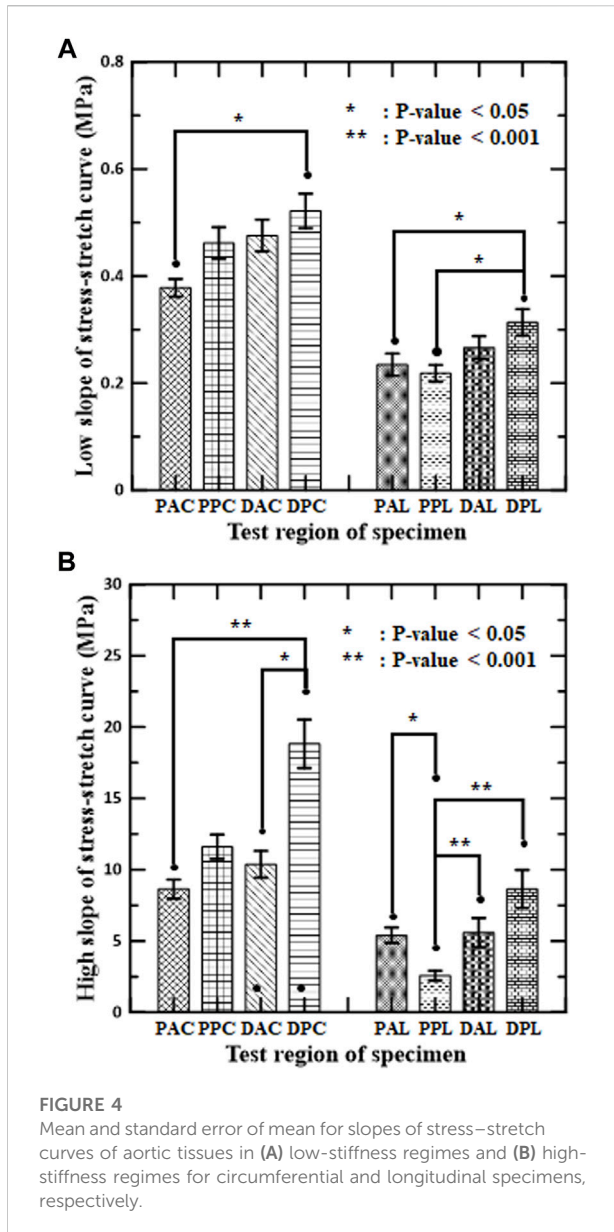 A
Low slope of stress-stretch curve (MPa)
0.8
0.6
0.4
0.2
0
* : P-value < 0.05
** : P-value < 0.001
*
*
*
PAC PPC DAC DPC PAL PPL DAL DPL
Test region of specimen
B
High slope of stress-stretch curve (MPa)
30
25
20
15
10
5
0
* : P-value < 0.05
** : P-value < 0.001
**
*
*
**
**
PAC PPC DAC DPC PAL PPL DAL DPL
Test region of specimen
FIGURE 4
Mean and standard error of mean for slopes of stress–stretch
curves of aortic tissues in (A) low-stiffness regimes and (B) high-
stiffness regimes for circumferential and longitudinal specimens,
respectively.